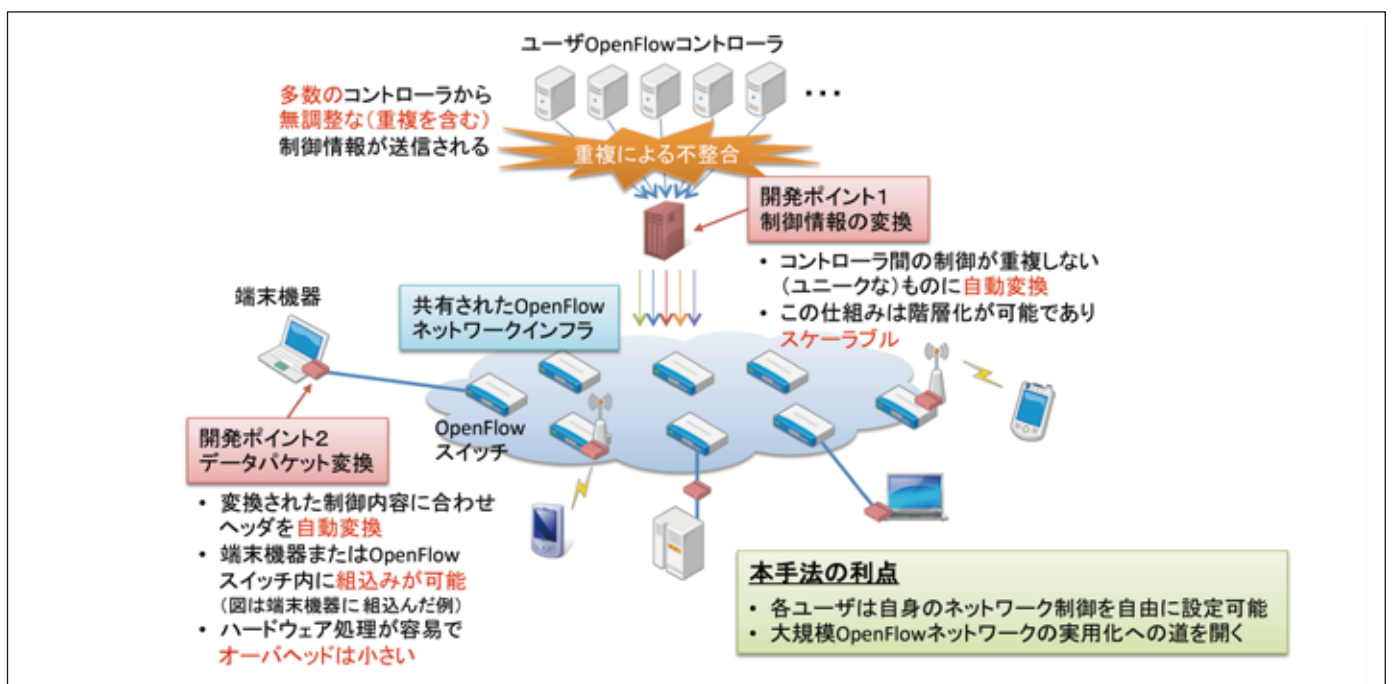 ユーザOpenFlowコントローラ
多数のコントローラから
無調整な(重複を含む)
制御情報が送信される
・・・
重複による不整合
開発ポイント1
制御情報の変換
• コントローラ間の制御が重複しない
(ユニークな)ものに自動変換
• この仕組みは階層化が可能であり
スケーラブル
端末機器
共有されたOpenFlow
ネットワークインフラ
OpenFlow
スイッチ
開発ポイント2
データパケット変換
• 変換された制御内容に合わせ
ヘッダを自動変換
• 端末機器またはOpenFlow
スイッチ内に組込みが可能
(図は端末機器に組込んだ例)
• ハードウェア処理が容易で
オーバヘッドは小さい
本手法の利点
• 各ユーザは自身のネットワーク制御を自由に設定可能
• 大規模OpenFlowネットワークの実用化への道を開く